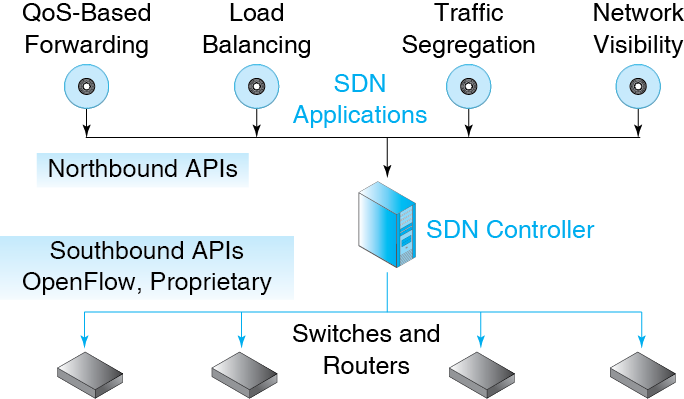 QoS-Based
Forwarding
Load
Balancing
Traffic
Segregation
Network
Visibility
SDN
Applications
Northbound APIs
SDN Controller
Southbound APIs
OpenFlow, Proprietary
Switches and
Routers